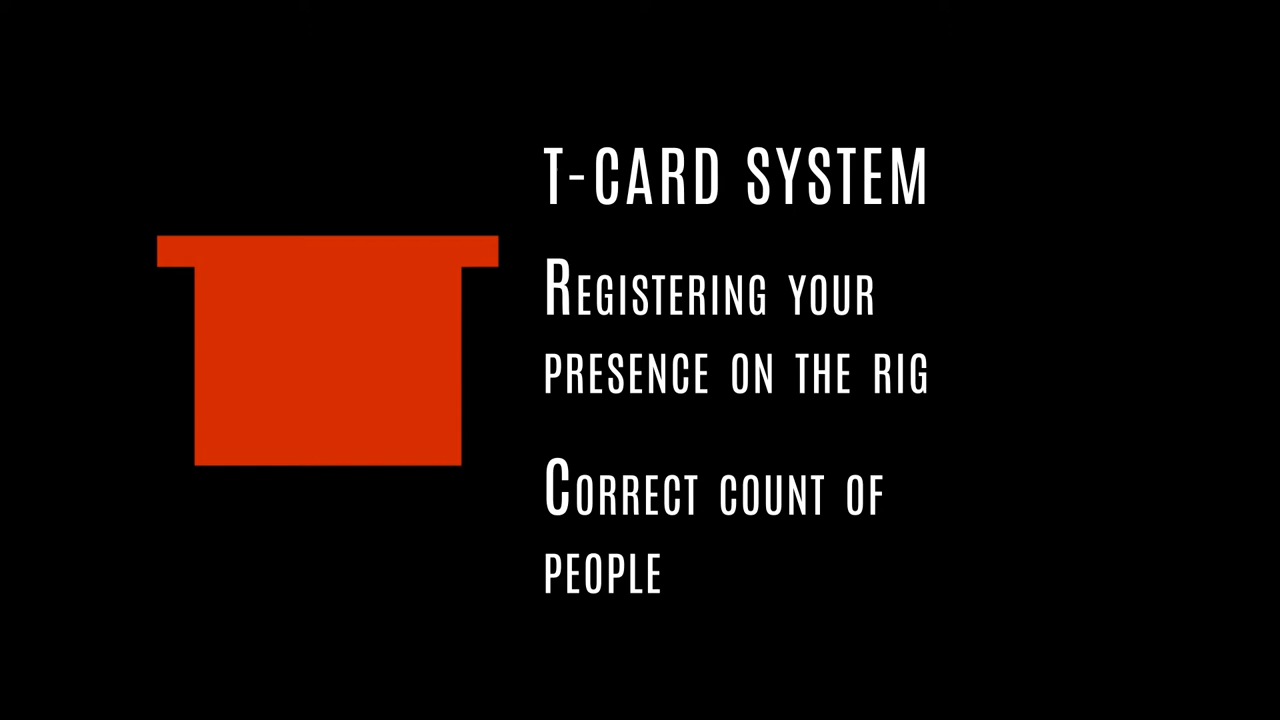 T-CARD SYSTEM
Registering your
presence on the rig
Correct count of
people